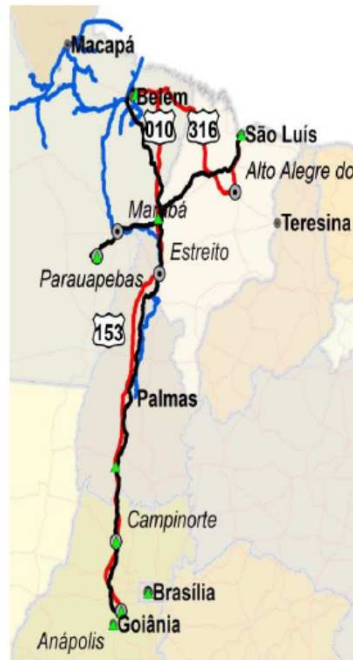 Macapá
Belém
010
316
São Luís
Alto Alegre do
Marabá
Teresina
Estreito
Parauapebas
153
Palmas
Campinorte
Brasília
Goiânia
Anápolis